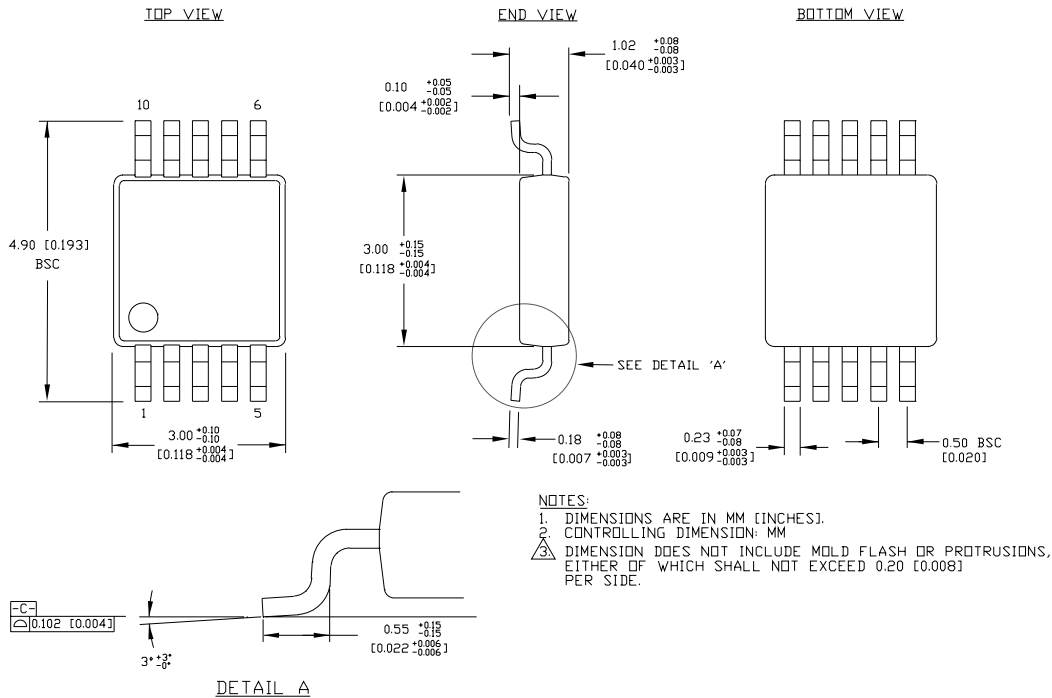 TOP VIEW
END VIEW
BOTTOM VIEW
1.02 +0.08 -0.08
[0.040 +0.003 -0.003]
0.10 +0.05 -0.05
[0.004 +0.002 -0.002]
10
6
4.90 [0.193]
BSC
3.00 +0.15 -0.15
[0.118 +0.004 -0.004]
SEE DETAIL 'A'
1
5
3.00 +0.10 -0.10
[0.118 +0.004 -0.004]
0.18 +0.08 -0.08
[0.007 +0.003 -0.003]
0.23 +0.07 -0.08
[0.009 +0.003 -0.003]
0.50 BSC
[0.020]
NOTES:
1. DIMENSIONS ARE IN MM [INCHES].
2. CONTROLLING DIMENSION: MM
3. DIMENSION DOES NOT INCLUDE MOLD FLASH OR PROTRUSIONS,
EITHER OF WHICH SHALL NOT EXCEED 0.20 [0.008]
PER SIDE.
-C-
0.102 [0.004]
3° +3° -0°
0.55 +0.15 -0.15
[0.022 +0.006 -0.006]
DETAIL A